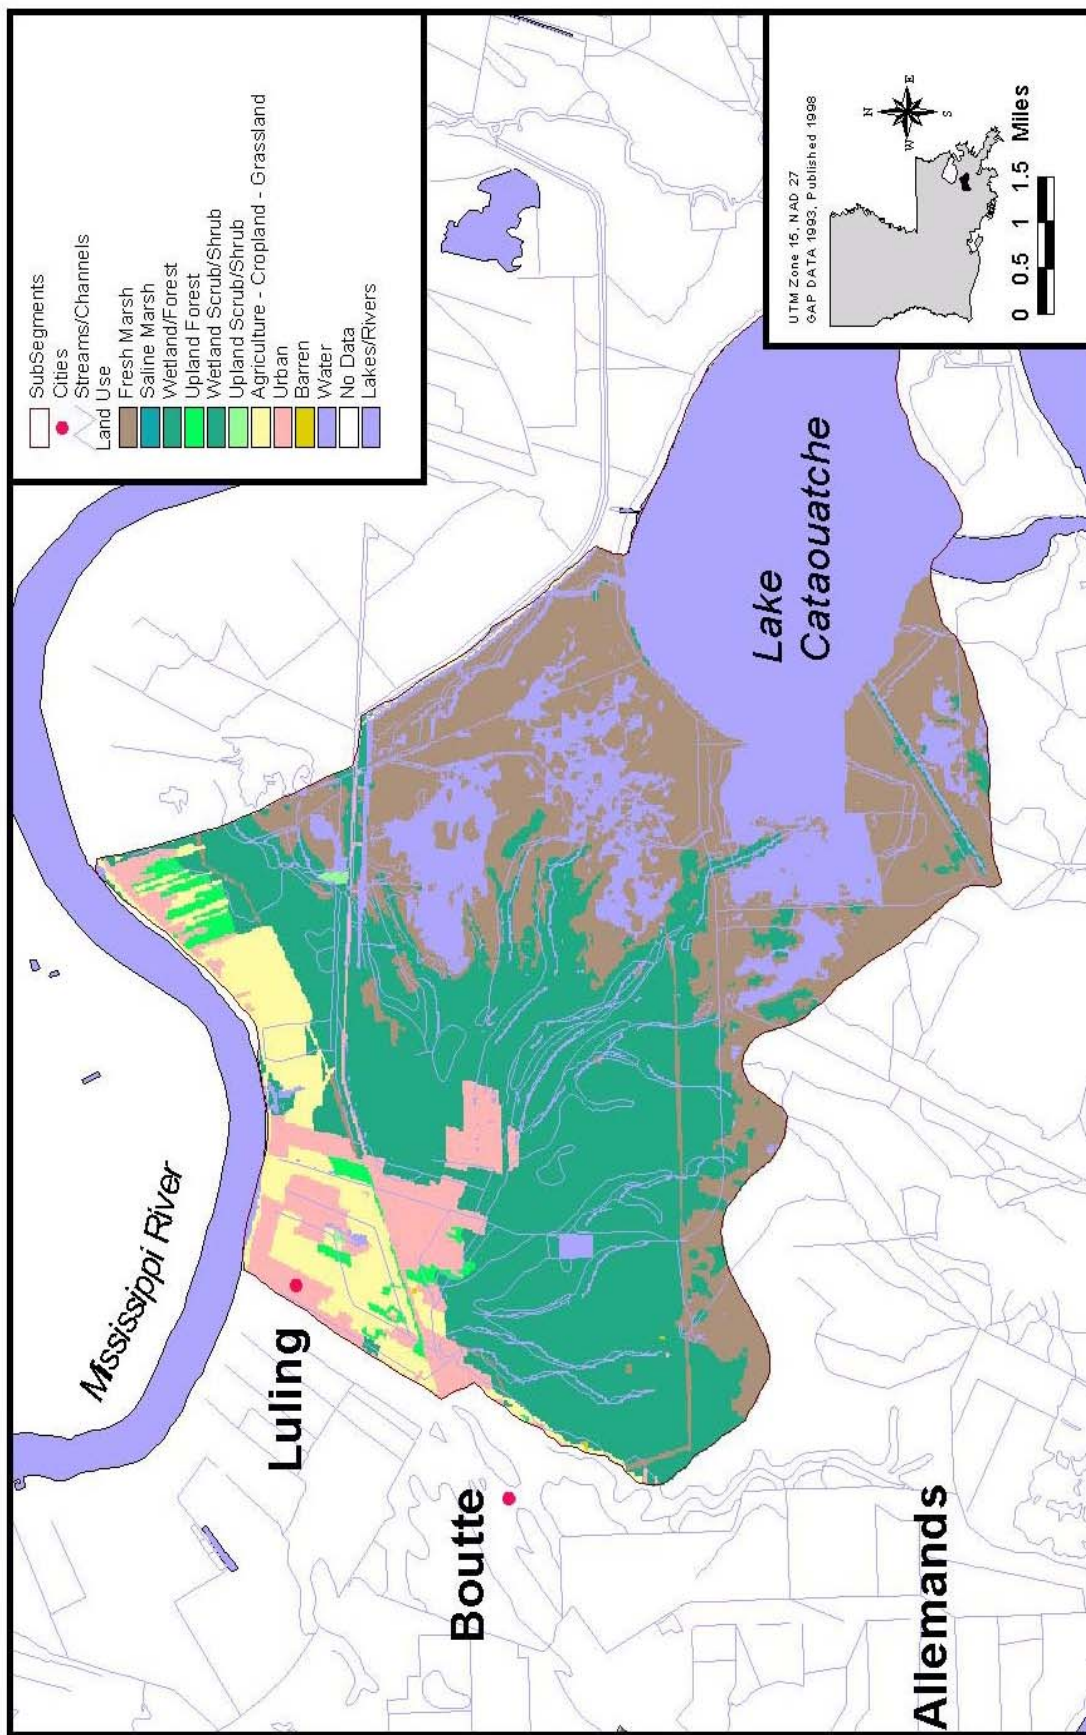 SubSegments
Cities
Streams/Channels
Land Use
Fresh Marsh
Saline Marsh
Wetland/Forest
Upland Forest
Wetland Scrub/Shrub
Upland Scrub/Shrub
Agriculture - Cropland - Grassland
Urban
Barren
Water
No Data
Lakes/Rivers
Mississippi River
Luling
Boutte
Allemands
Lake
Cataouatche
UTM Zone 15, NAD 27
GAP DATA 1993, Published 1998
N
W
E
S
0 0.5 1 1.5 Miles